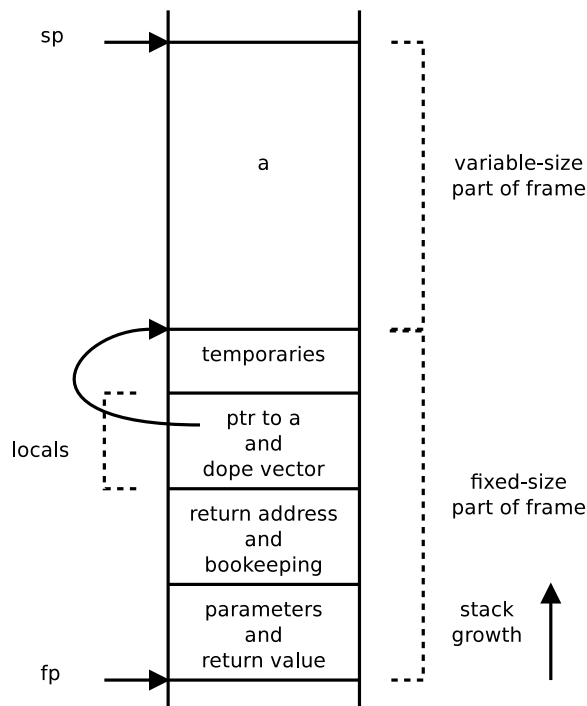 sp
a
variable-size
part of frame
temporaries
ptr to a
and
dope vector
locals
return address
and
bookeeping
fixed-size
part of frame
parameters
and
return value
stack
growth
fp